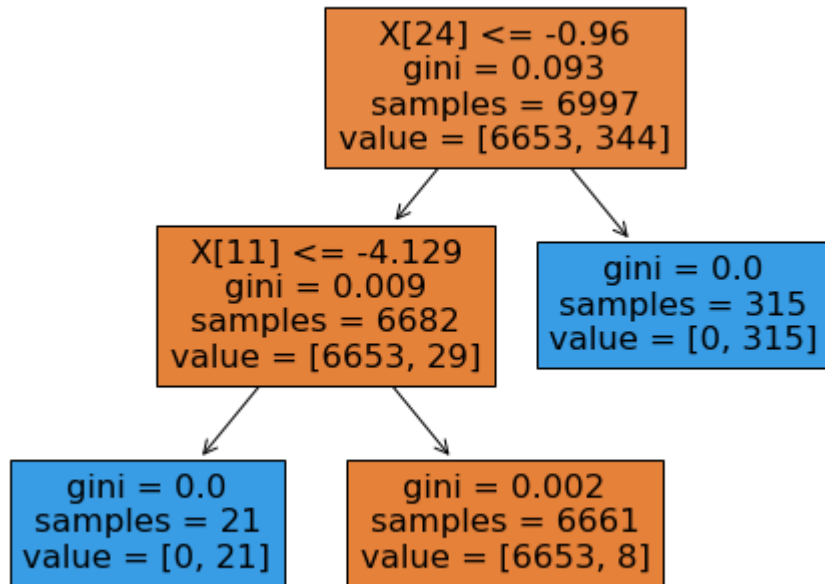 X[24] <= -0.96
gini = 0.093
samples = 6997
value = [6653, 344]
X[11] <= -4.129
gini = 0.009
samples = 6682
value = [6653, 29]
gini = 0.0
samples = 315
value = [0, 315]
gini = 0.0
samples = 21
value = [0, 21]
gini = 0.002
samples = 6661
value = [6653, 8]